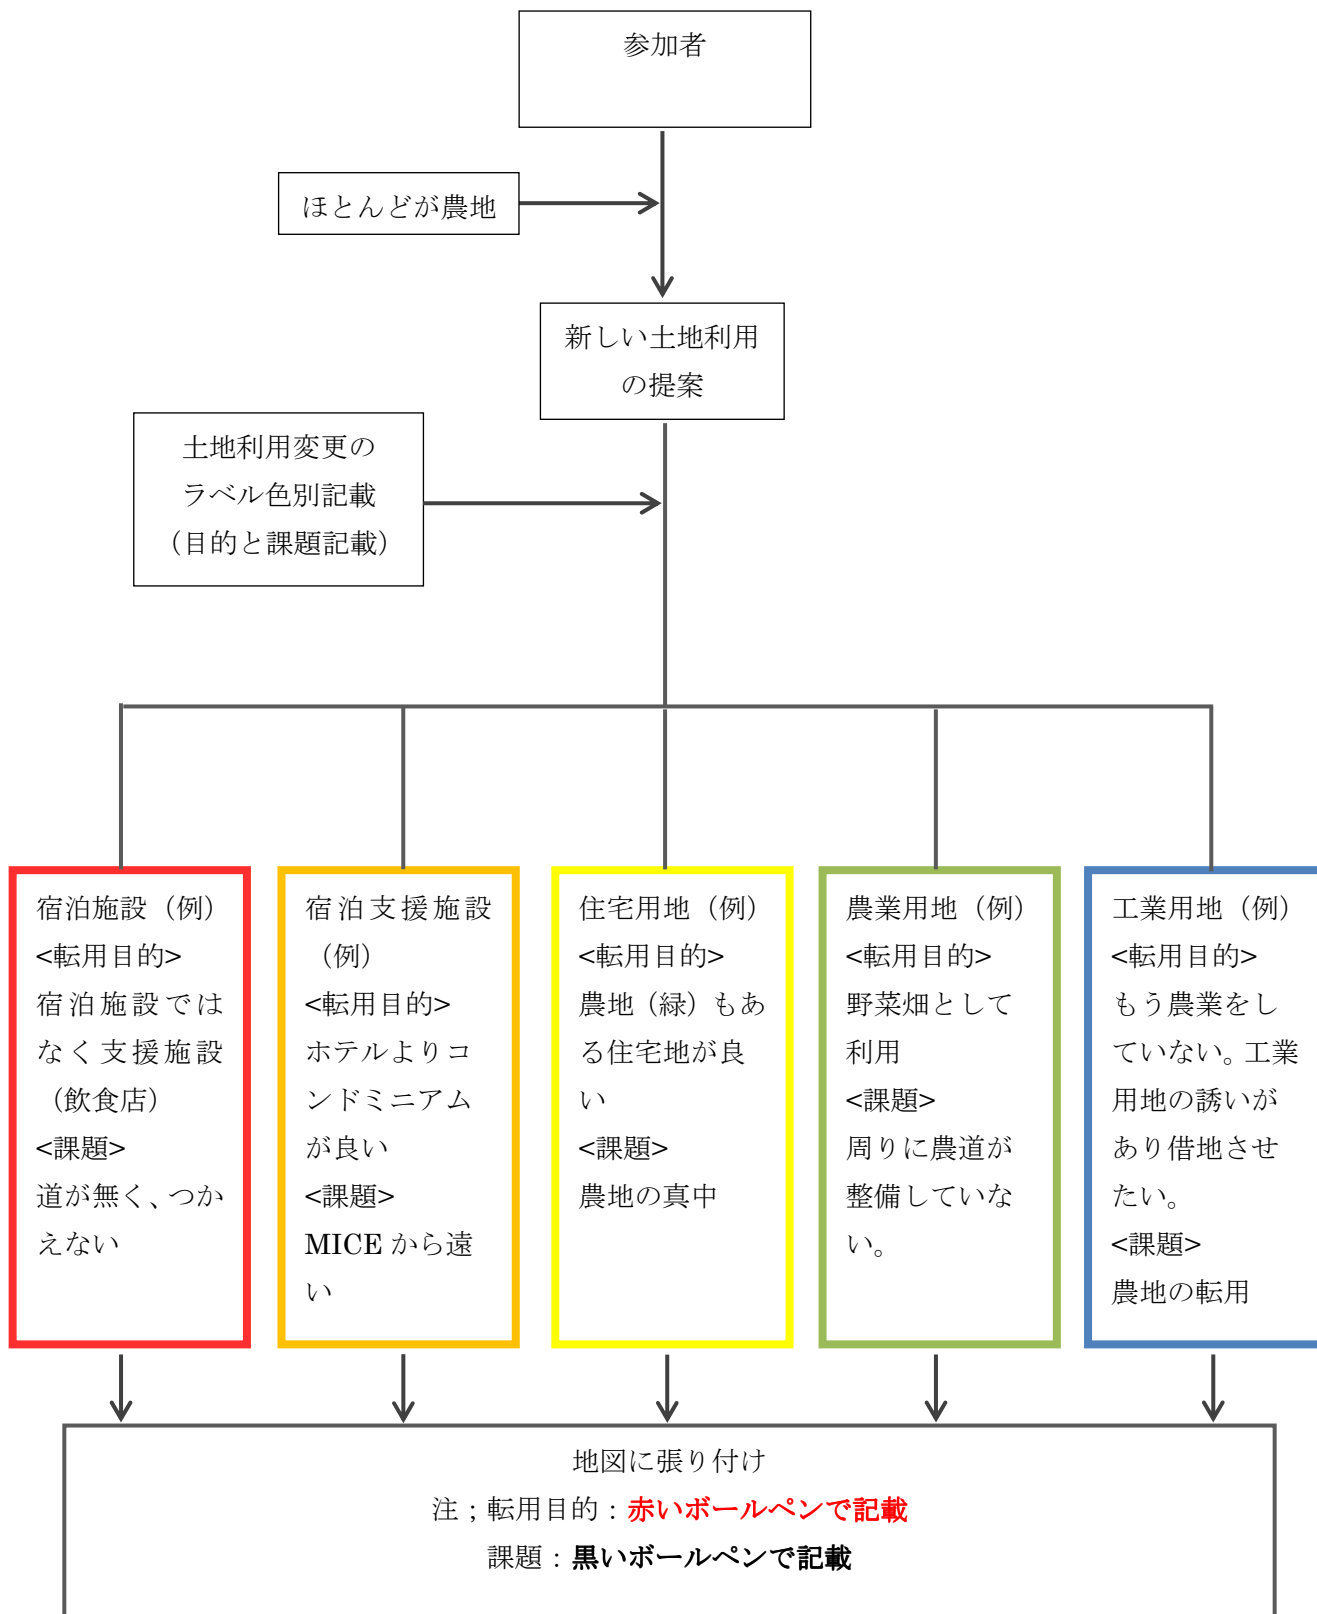 参加者
ほとんどが農地
新しい土地利用
の提案
土地利用変更の
ラベル色別記載
（目的と課題記載）
宿泊施設（例）
<転用目的>
宿泊施設では
なく支援施設
（飲食店）
<課題>
道が無く、つか
えない
宿泊支援施設
（例）
<転用目的>
ホテルよりコ
ンドミニアム
が良い
<課題>
MICE から遠
い
住宅用地（例）
<転用目的>
農地（緑）もあ
る住宅地が良
い
<課題>
農地の真中
農業用地（例）
<転用目的>
野菜畑として
利用
<課題>
周りに農道が
整備していな
い。
工業用地（例）
<転用目的>
もう農業をし
ていない。工業
用地の誘いが
あり借地させ
たい。
<課題>
農地の転用
地図に張り付け
注；転用目的：赤いボールペンで記載
課題：黒いボールペンで記載